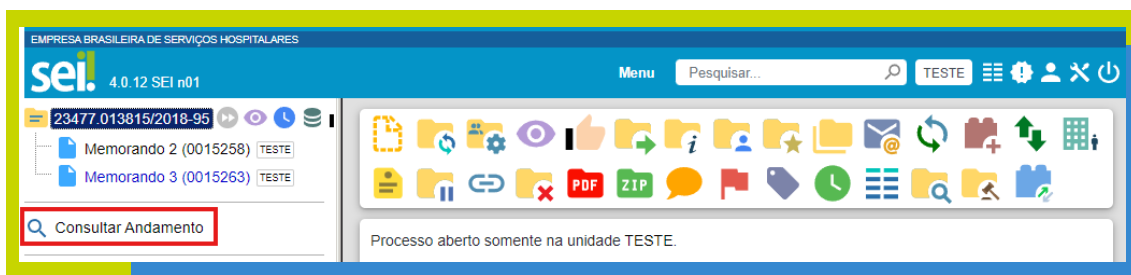 EMPRESA BRASILEIRA DE SERVIÇOS HOSPITALARES
sei! 4.0.12 SEI n01
Menu Pesquisar... TESTE
23477.013815/2018-95
Memorando 2 (0015258) TESTE
Memorando 3 (0015263) TESTE
Consultar Andamento
i
PDF ZIP
Processo aberto somente na unidade TESTE.